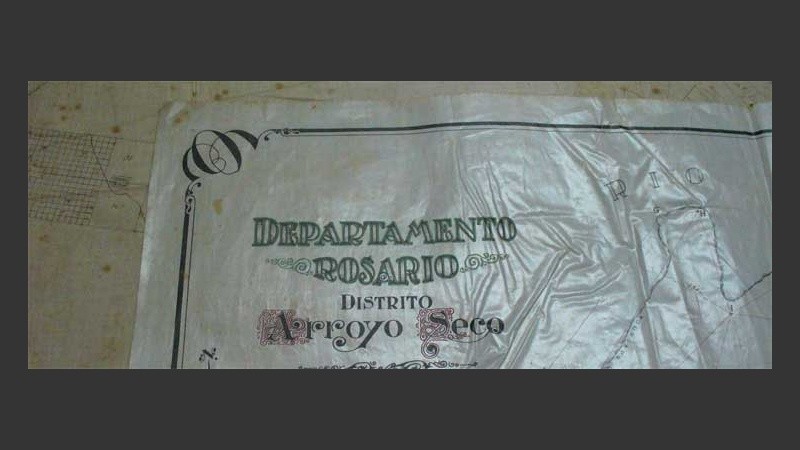 DEPARTAMENTO
ROSARIO
DISTRITO
Arroyo Seco
RIO